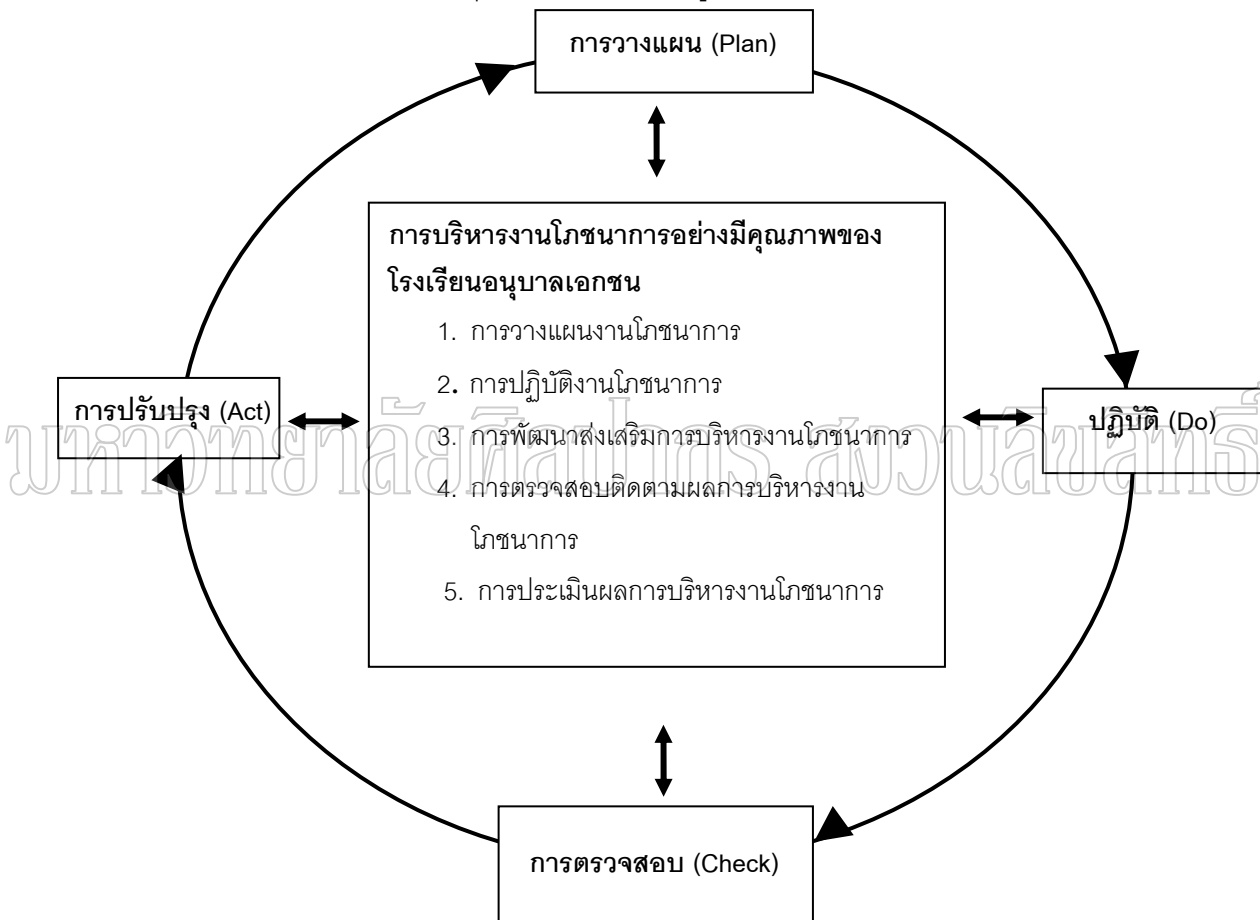 การวางแผน (Plan)
การบริหารงานโภชนาการอย่างมีคุณภาพของ
โรงเรียนอนุบาลเอกชน
1. การวางแผนงานโภชนาการ
2. การปฏิบัติงานโภชนาการ
3. การพัฒนาส่งเสริมการบริหารงานโภชนาการ
4. การตรวจสอบติดตามผลการบริหารงาน
โภชนาการ
5. การประเมินผลการบริหารงานโภชนาการ
การปรับปรุง (Act)
ปฏิบัติ (Do)
มหาวิทยาลัยศิลปากร สงวนลิขสิทธิ์
การตรวจสอบ (Check)